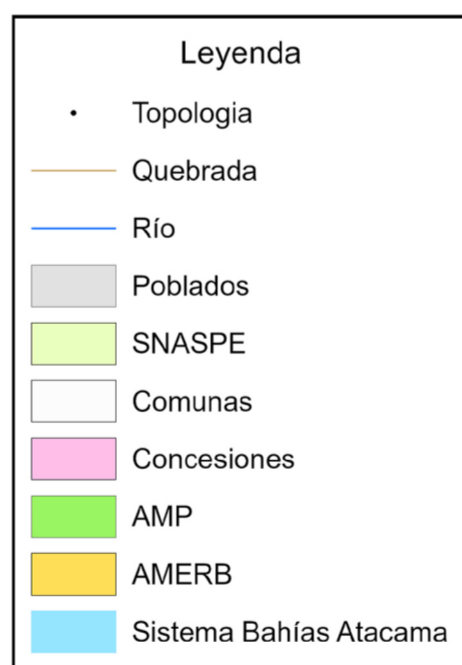 Leyenda
Topologia
Quebrada
Río
Poblados
SNASPE
Comunas
Concesiones
AMP
AMERB
Sistema Bahías Atacama